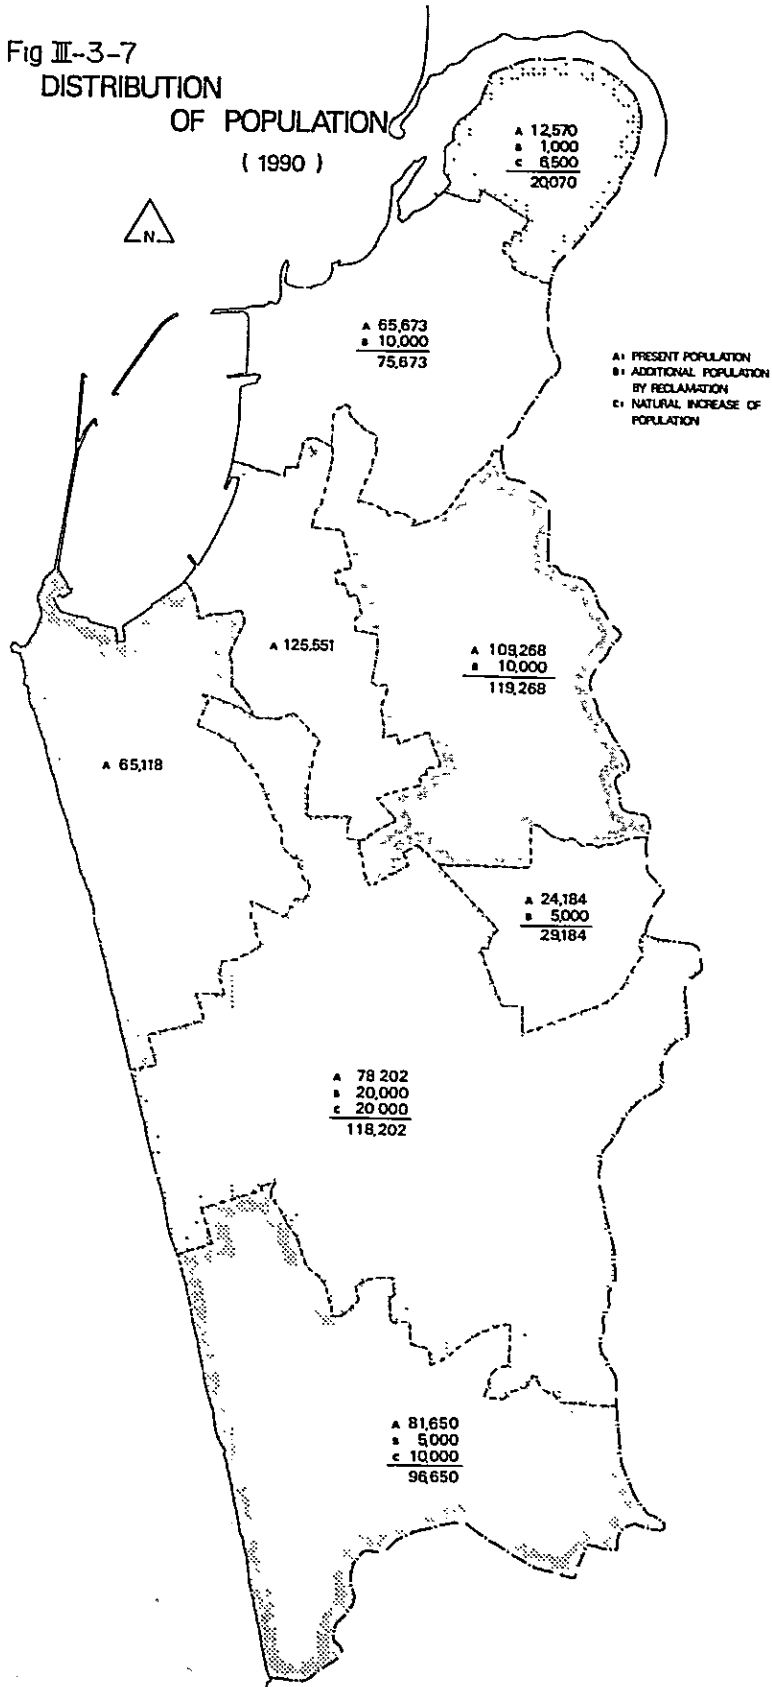 Fig III-3-7
DISTRIBUTION
OF POPULATION
( 1990 )
N
A 12,570
B 1,000
C 6,500
20,070
A 65,673
B 10,000
75,673
A: PRESENT POPULATION
B: ADDITIONAL POPULATION
BY RECLAMATION
C: NATURAL INCREASE OF
POPULATION
A 125,551
A 109,268
B 10,000
119,268
A 65,118
A 24,184
B 5,000
29,184
A 78 202
B 20,000
C 20 000
118,202
A 81,650
B 5,000
C 10,000
96,650